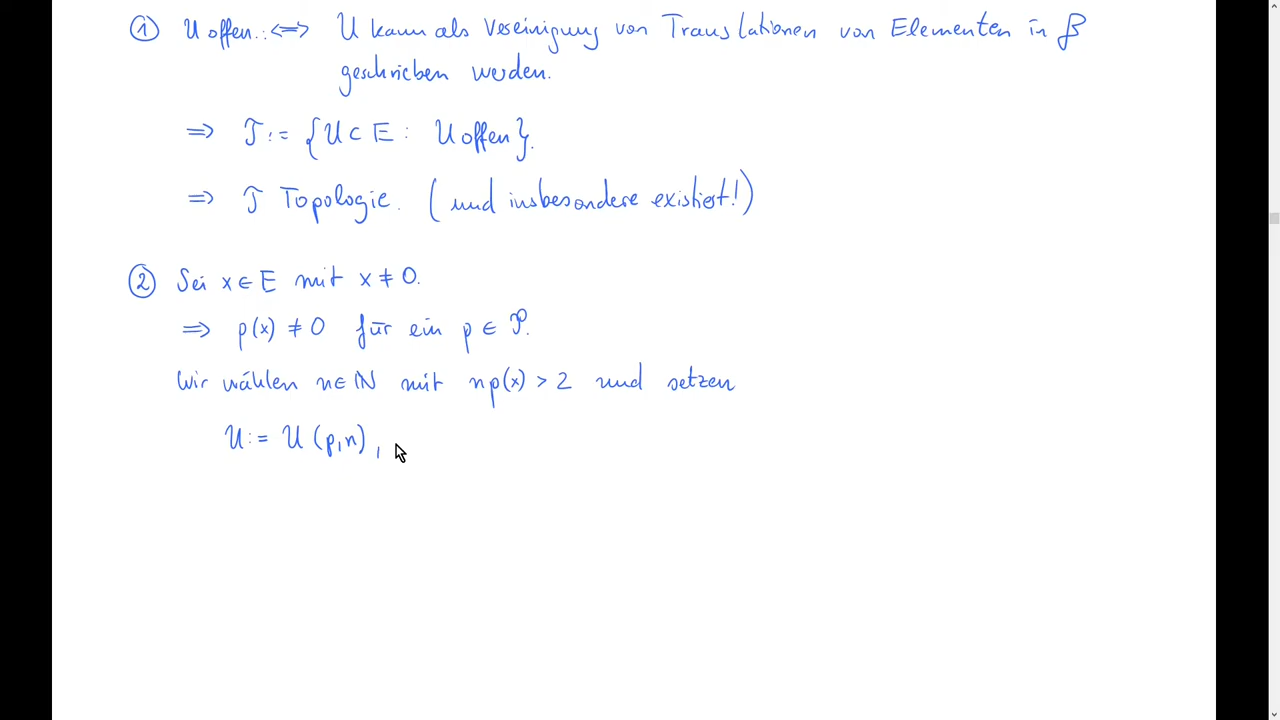 ① U offen :⟺ U kann als Vereinigung von Translationen von Elementen in β
geschrieben werden.
⇒ 𝒯 := {U ⊂ E : U offen}.
⇒ 𝒯 Topologie. (und insbesondere existiert!)
② Sei x ∈ E mit x ≠ 0.
⇒ p(x) ≠ 0 für ein p ∈ 𝒫.
Wir wählen n ∈ ℕ mit np(x) > 2 und setzen
U := U(p,n),